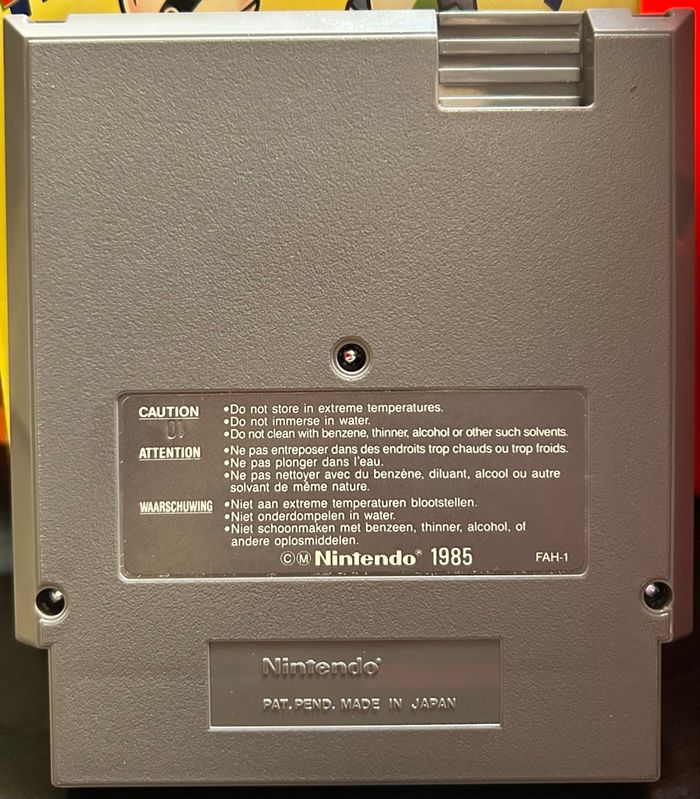 CAUTION
•Do not store in extreme temperatures.
•Do not immerse in water.
•Do not clean with benzene, thinner, alcohol or other such solvents.
01
ATTENTION
•Ne pas entreposer dans des endroits trop chauds ou trop froids.
•Ne pas plonger dans l'eau.
•Ne pas nettoyer avec du benzène, diluant, alcool ou autre
solvant de même nature.
WAARSCHUWING
•Niet aan extreme temperaturen blootstellen.
•Niet onderdompelen in water.
•Niet schoonmaken met benzeen, thinner, alcohol, of
andere oplosmiddelen.
ⒸⓂ Nintendo® 1985 FAH-1
Nintendo®
PAT. PEND. MADE IN JAPAN